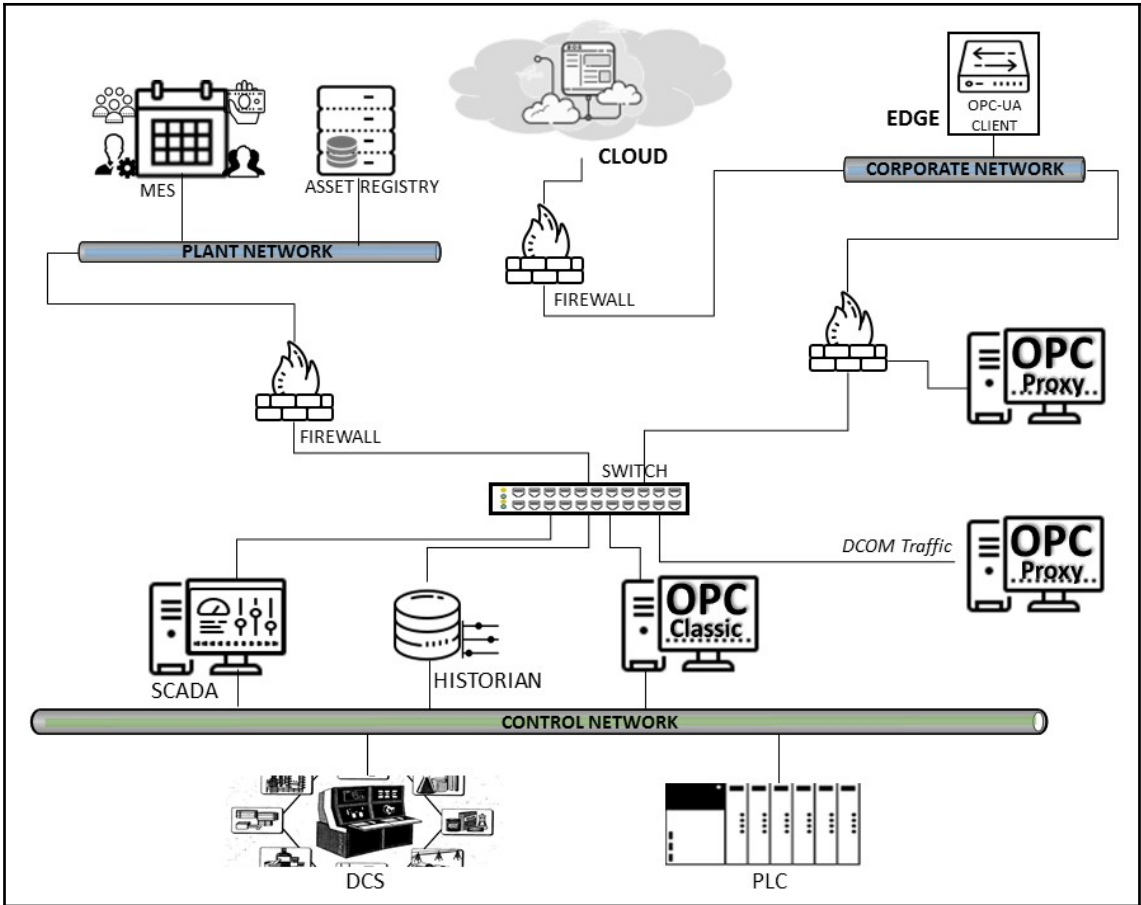 CLOUD
EDGE
OPC-UA
CLIENT
CORPORATE NETWORK
MES
ASSET REGISTRY
PLANT NETWORK
FIREWALL
OPC
Proxy
FIREWALL
SWITCH
DCOM Traffic
OPC
Proxy
OPC
Classic
SCADA
HISTORIAN
CONTROL NETWORK
DCS
PLC